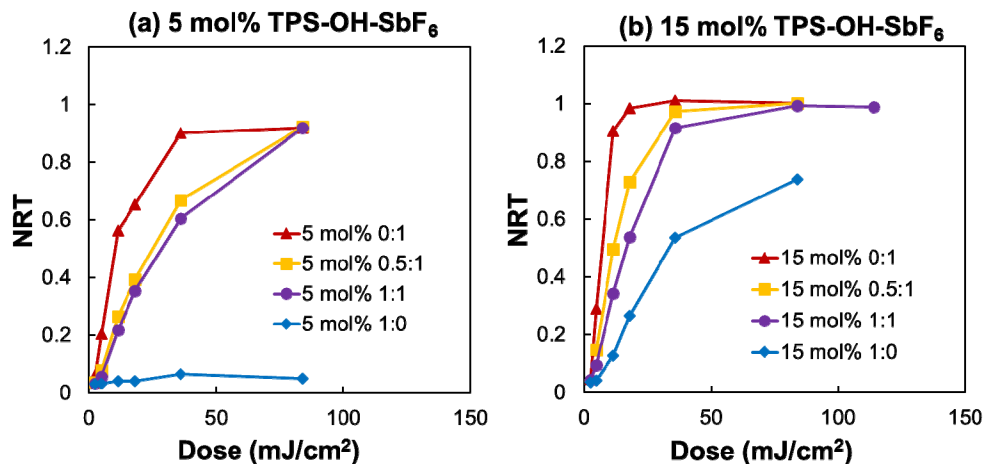 (a) 5 mol% TPS-OH-SbF₆
1.2
1
0.8
0.6
0.4
0.2
0
NRT
5 mol% 0:1
5 mol% 0.5:1
5 mol% 1:1
5 mol% 1:0
0 50 100 150
Dose (mJ/cm²)
(b) 15 mol% TPS-OH-SbF₆
1.2
1
0.8
0.6
0.4
0.2
0
NRT
15 mol% 0:1
15 mol% 0.5:1
15 mol% 1:1
15 mol% 1:0
0 50 100 150
Dose (mJ/cm²)